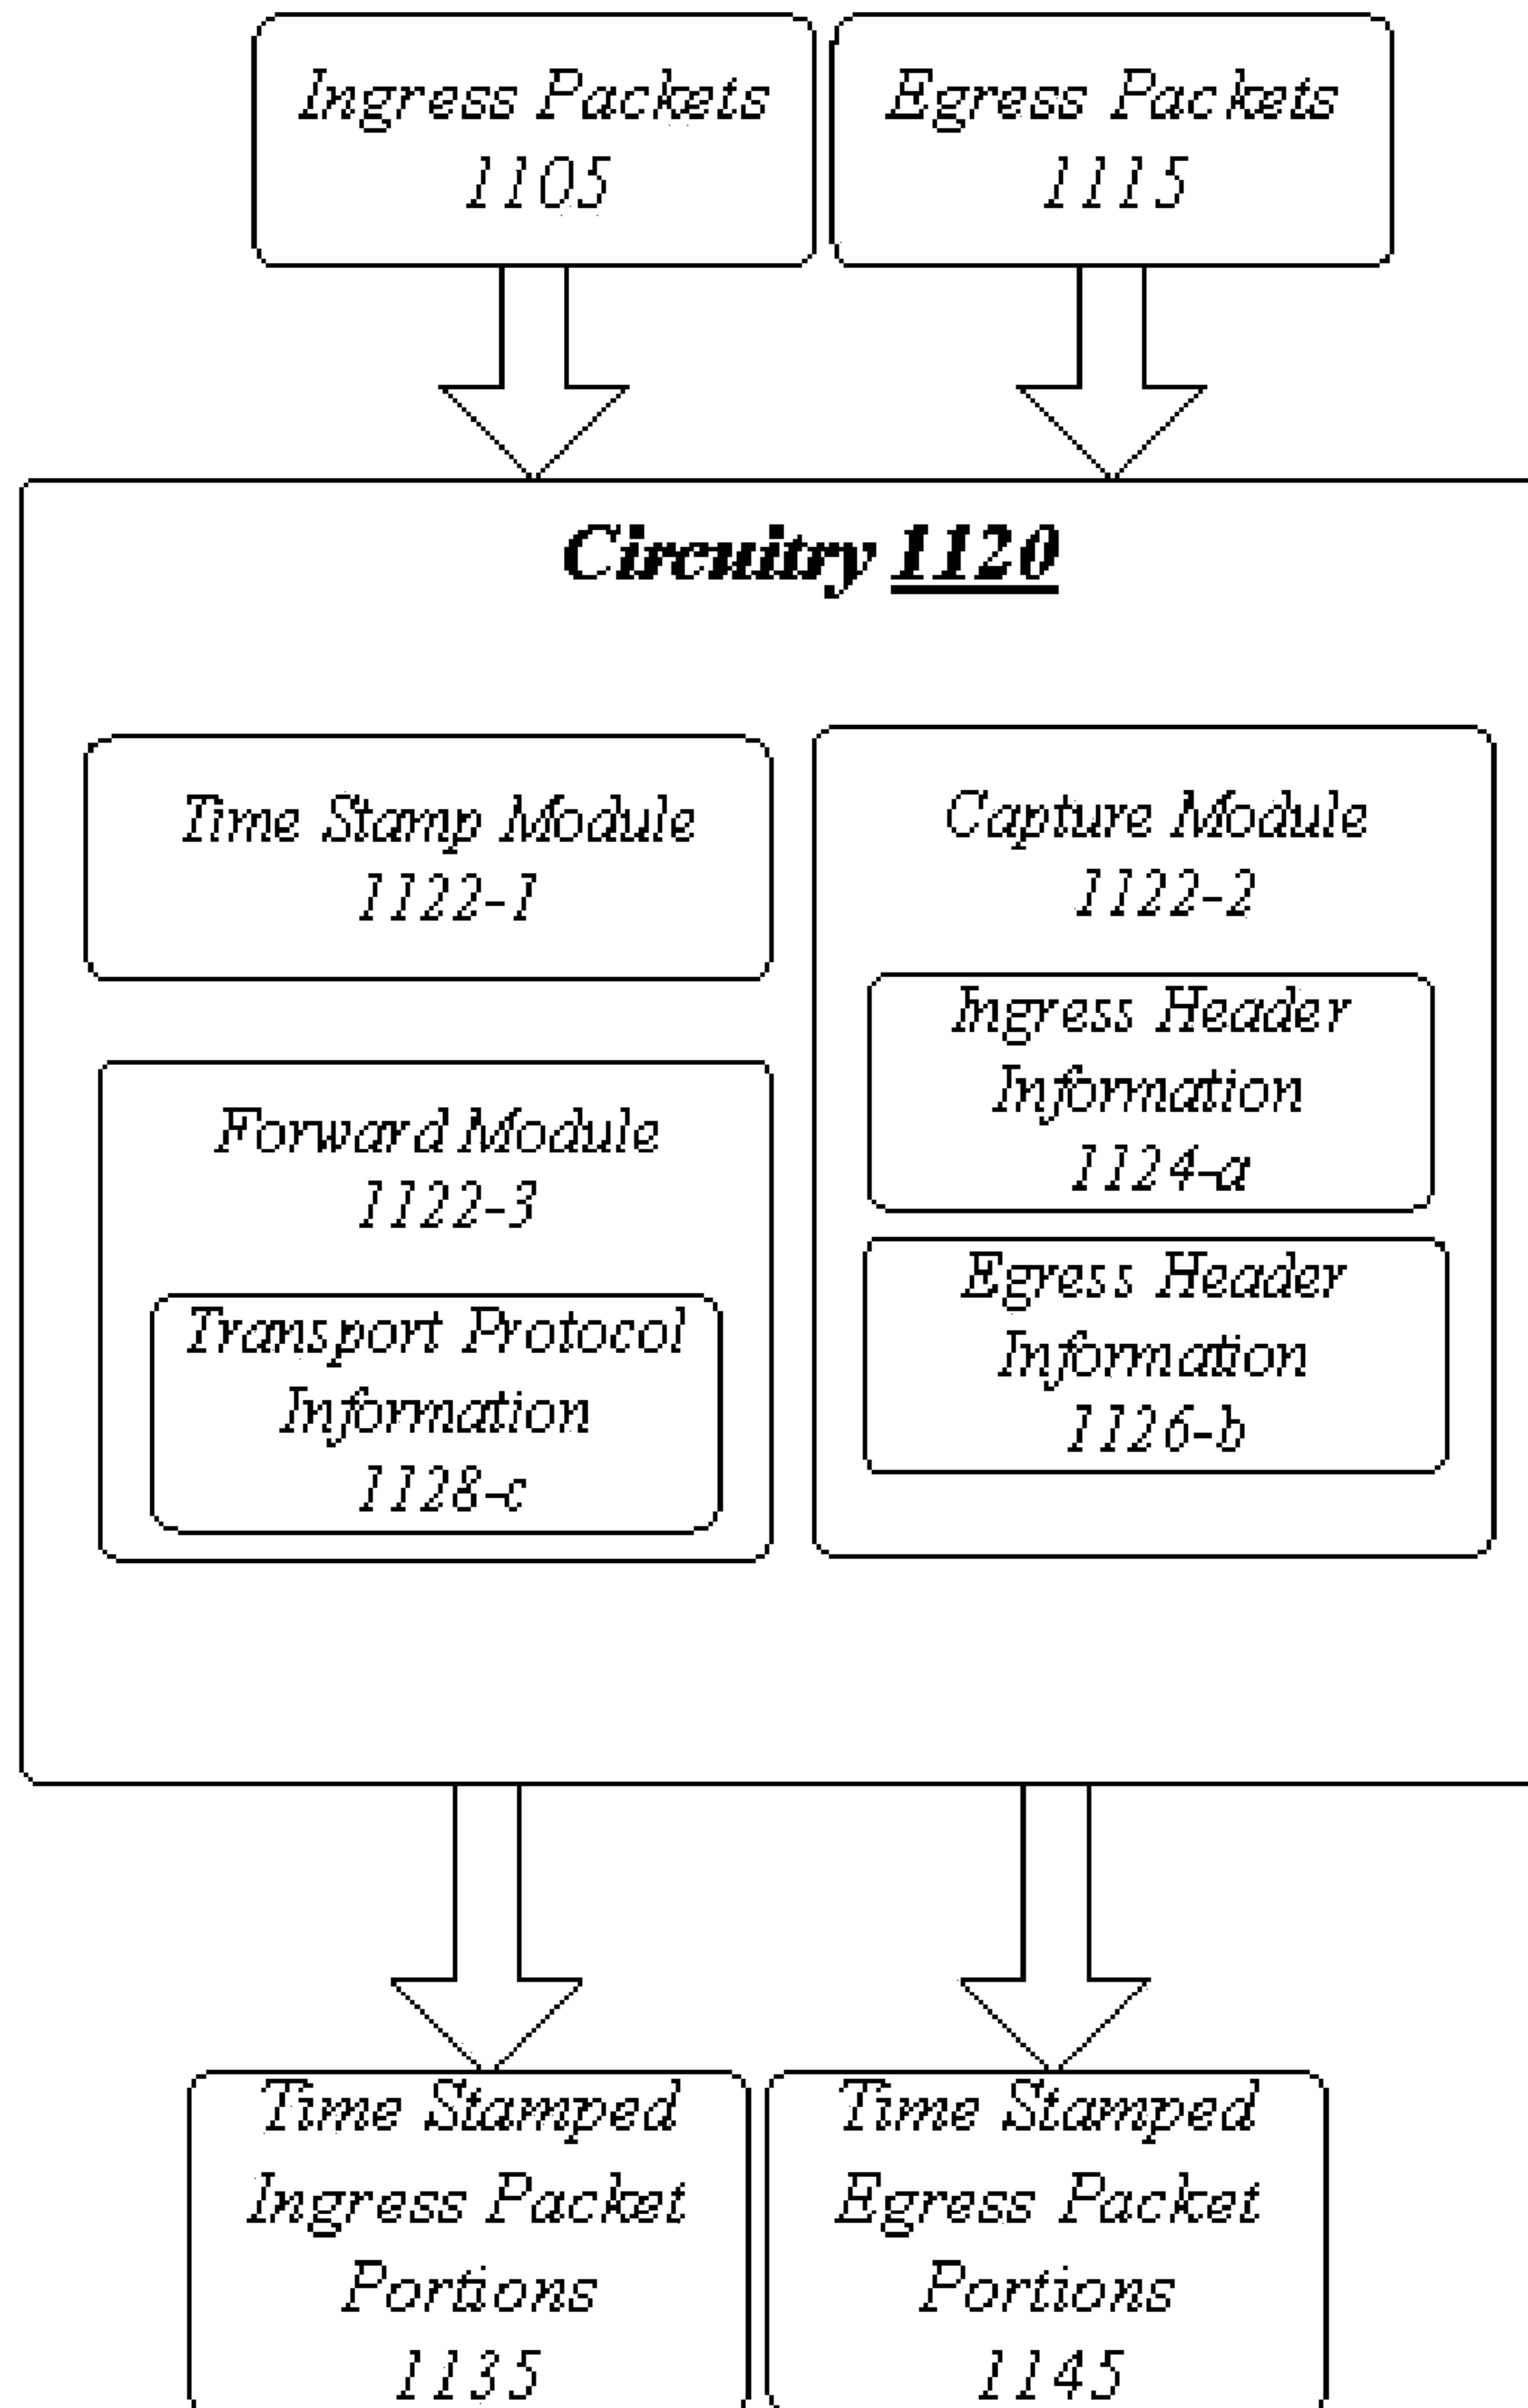 Ingress Packets
1105
Egress Packets
1115
Circuitry 1120
Time Stamp Module
1122-1
Capture Module
1122-2
Ingress Header
Information
1124-a
Forward Module
1122-3
Egress Header
Information
1126-b
Transport Protocol
Information
1128-c
Time Stamped
Ingress Packet
Portions
1135
Time Stamped
Egress Packet
Portions
1145